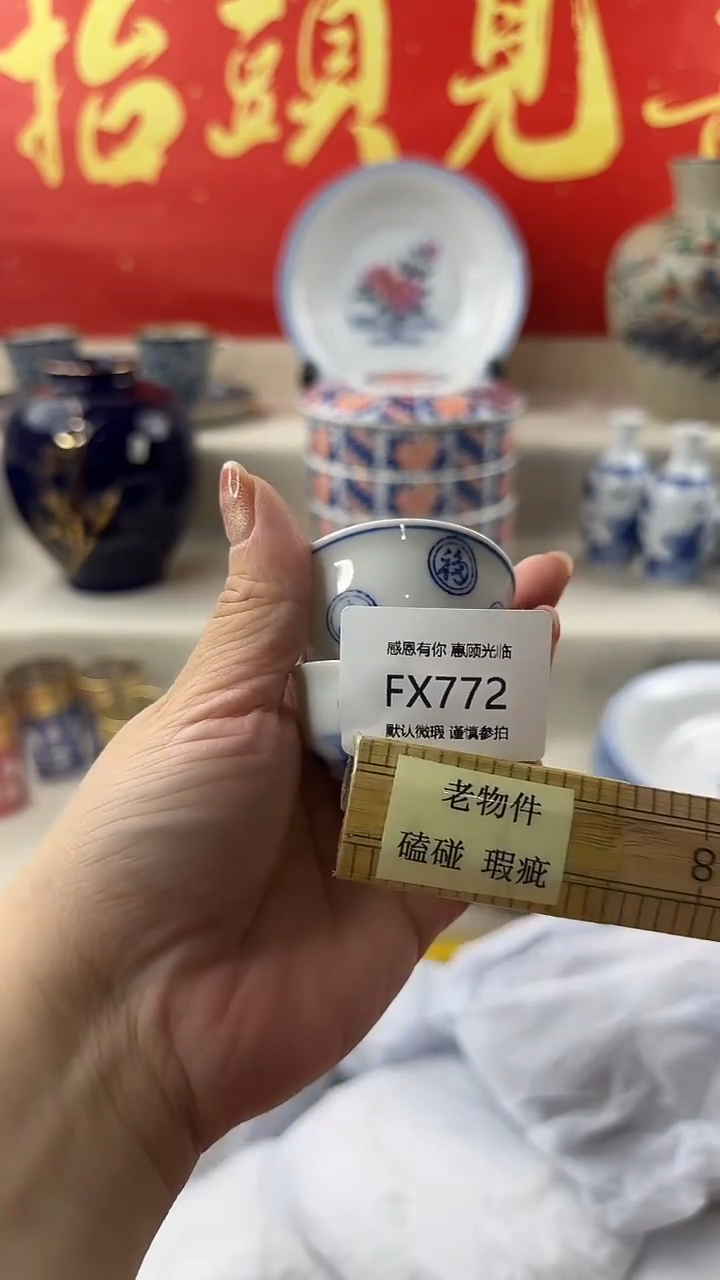 抬頭見
福
感恩有你 惠顾光临
FX772
默认微瑕 谨慎参拍
老物件
磕碰 瑕疵
8